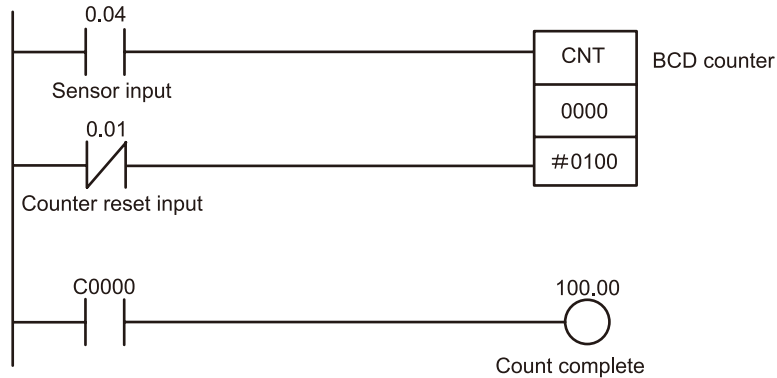 0.04
CNT
BCD counter
Sensor input
0000
0.01
#0100
Counter reset input
C0000
100.00
Count complete